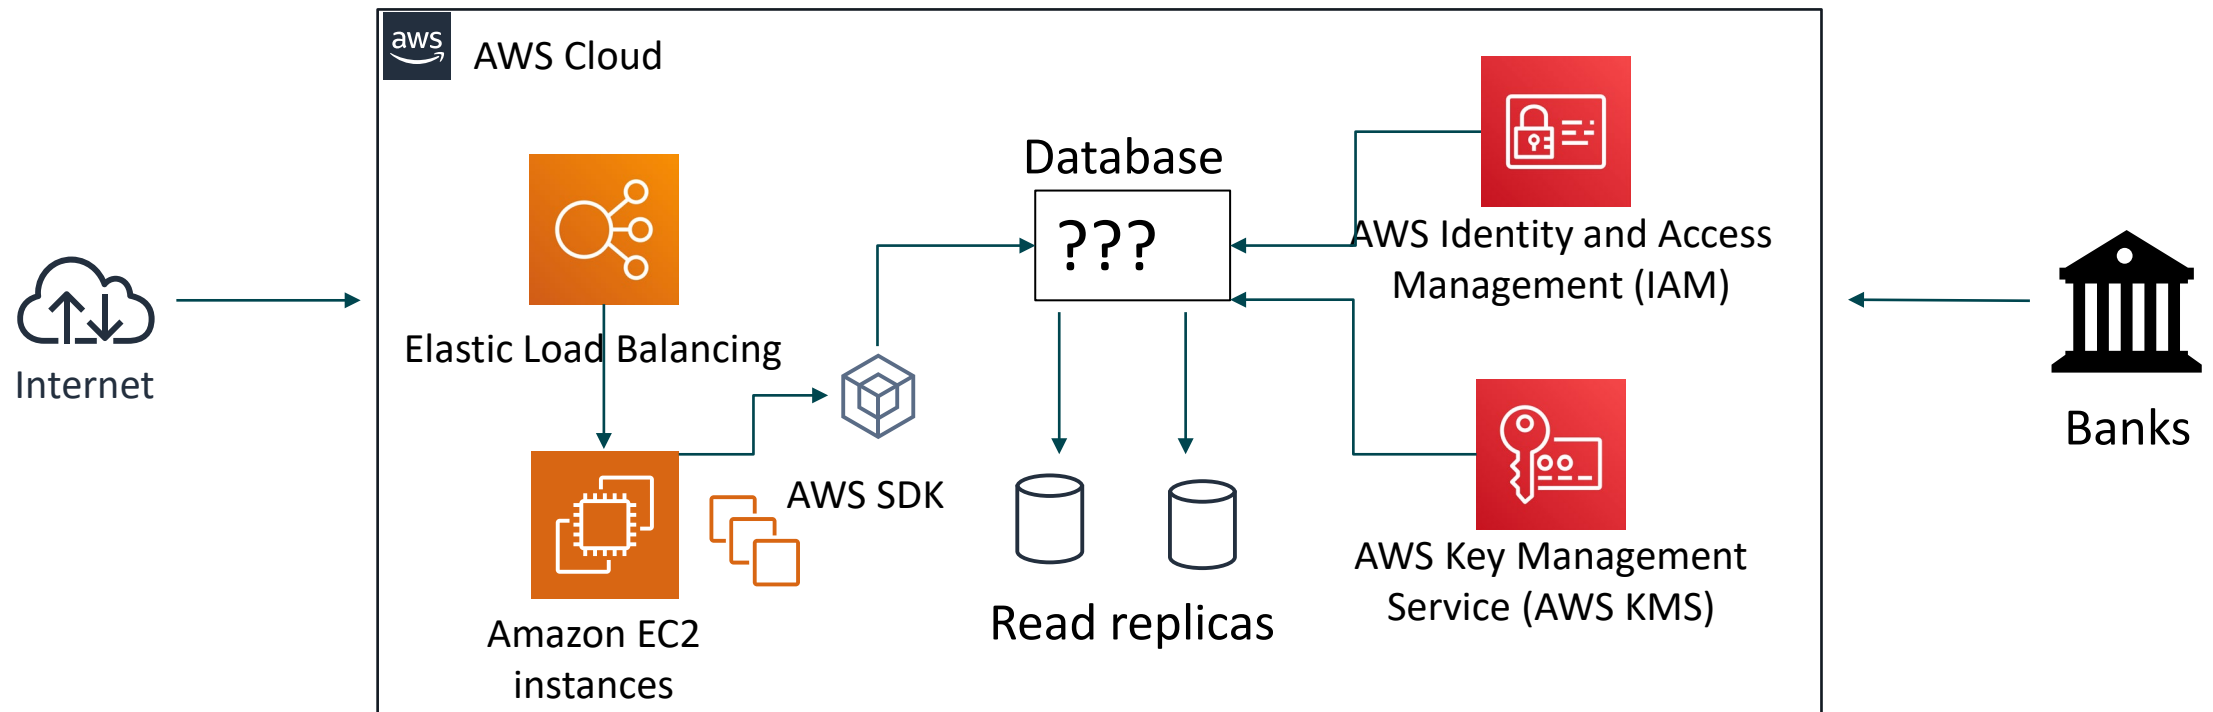 aws
AWS Cloud
Database
???
AWS Identity and Access
Management (IAM)
Elastic Load Balancing
Internet
Banks
AWS SDK
AWS Key Management
Service (AWS KMS)
Read replicas
Amazon EC2
instances